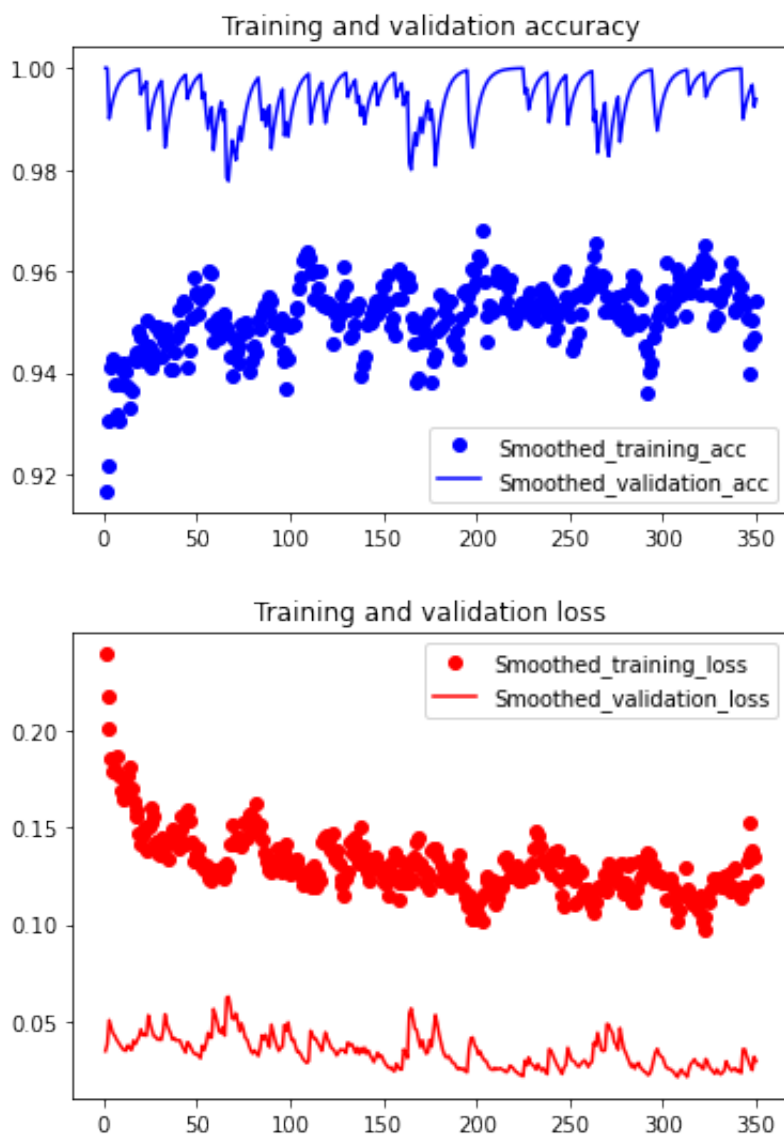 Training and validation accuracy
1.00
0.98
0.96
0.94
0.92
Smoothed_training_acc
Smoothed_validation_acc
0 50 100 150 200 250 300 350
Training and validation loss
Smoothed_training_loss
Smoothed_validation_loss
0.20
0.15
0.10
0.05
0 50 100 150 200 250 300 350